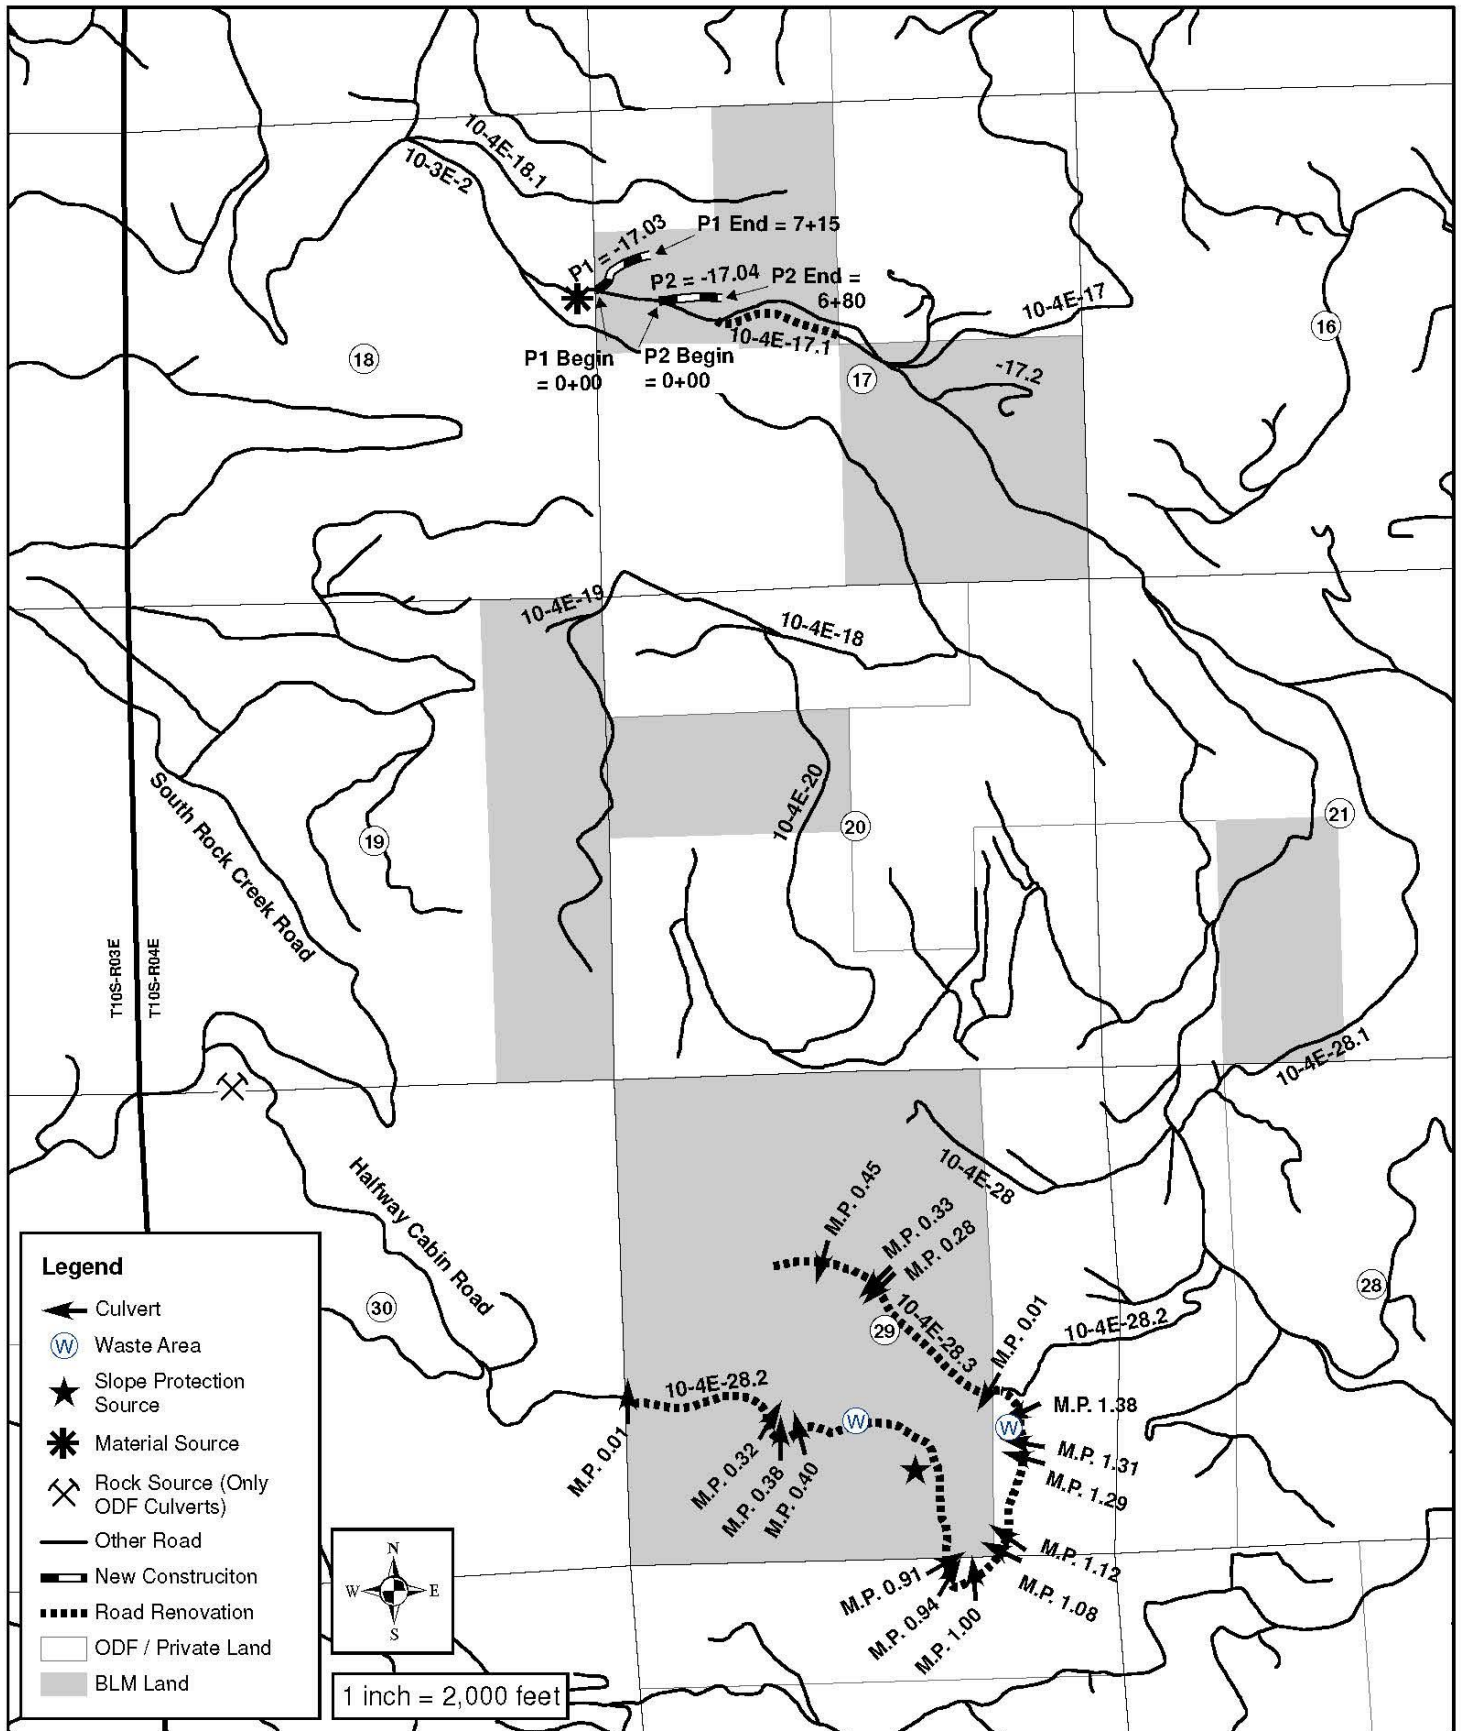 10-4E-18.1
10-3E-2
P1 = -17.03
P1 End = 7+15
P2 = -17.04
P2 End =
6+80
10-4E-17
16
10-4E-17.1
P1 Begin
= 0+00
P2 Begin
= 0+00
18
17
-17.2
10-4E-19
10-4E-18
South Rock Creek Road
10-4E-20
19
20
21
T10S-R03E
T10S-R04E
10-4E-28.1
Halfway Cabin Road
10-4E-28
M.P. 0.45
M.P. 0.33
M.P. 0.28
30
29
28
10-4E-28.3
M.P. 0.01
10-4E-28.2
10-4E-28.2
M.P. 1.38
W
W
M.P. 0.01
M.P. 0.32
M.P. 0.38
M.P. 0.40
M.P. 1.31
M.P. 1.29
M.P. 1.12
M.P. 1.08
M.P. 0.91
M.P. 0.94
M.P. 1.00
Legend
Culvert
W Waste Area
Slope Protection
Source
Material Source
Rock Source (Only
ODF Culverts)
Other Road
New Construciton
Road Renovation
ODF / Private Land
BLM Land
N
W E
S
1 inch = 2,000 feet